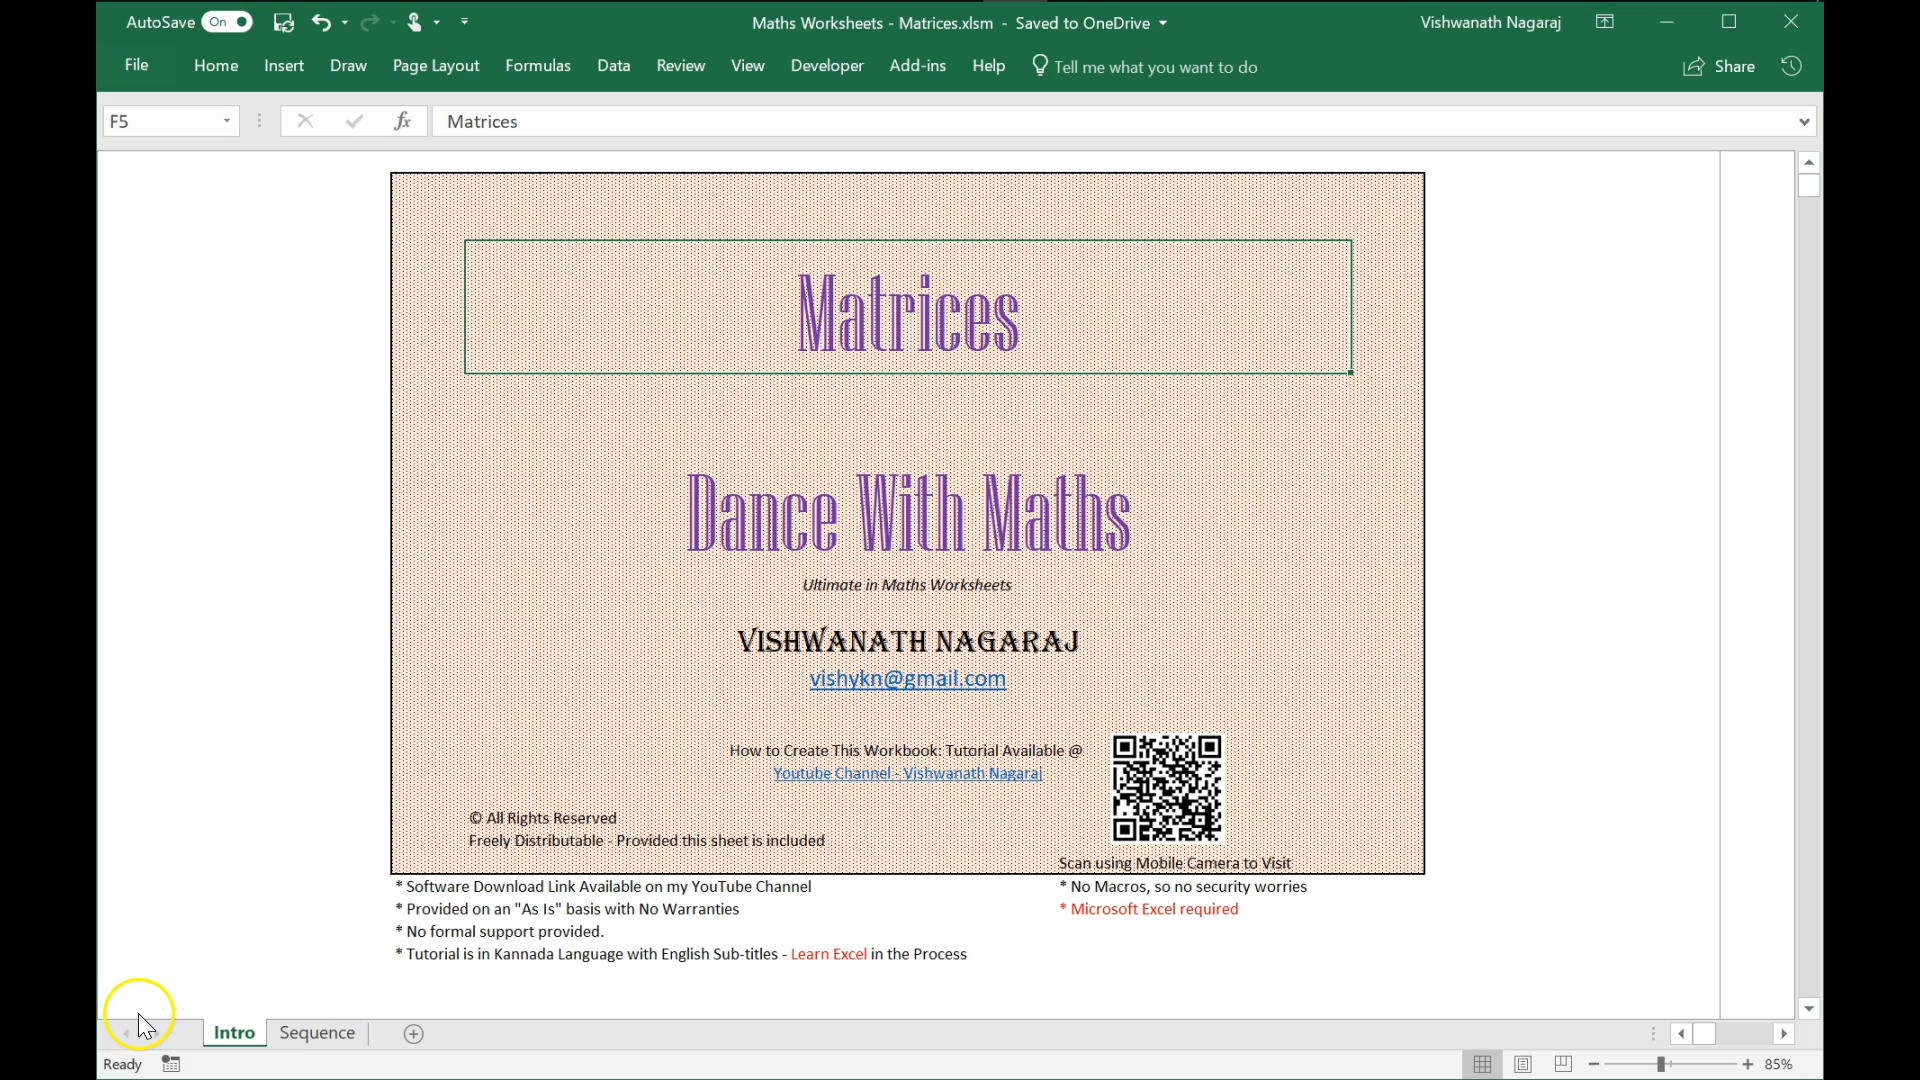 AutoSave On Maths Worksheets - Matrices.xlsm - Saved to OneDrive Vishwanath Nagaraj
File Home Insert Draw Page Layout Formulas Data Review View Developer Add-ins Help Tell me what you want to do Share
F5 fx Matrices
Matrices
Dance With Maths
Ultimate in Maths Worksheets
VISHWANATH NAGARAJ
vishykn@gmail.com
How to Create This Workbook: Tutorial Available @
Youtube Channel - Vishwanath Nagaraj
© All Rights Reserved
Freely Distributable - Provided this sheet is included
Scan using Mobile Camera to Visit
* Software Download Link Available on my YouTube Channel
* No Macros, so no security worries
* Provided on an "As Is" basis with No Warranties
* Microsoft Excel required
* No formal support provided.
* Tutorial is in Kannada Language with English Sub-titles - Learn Excel in the Process
Intro Sequence
Ready 85%